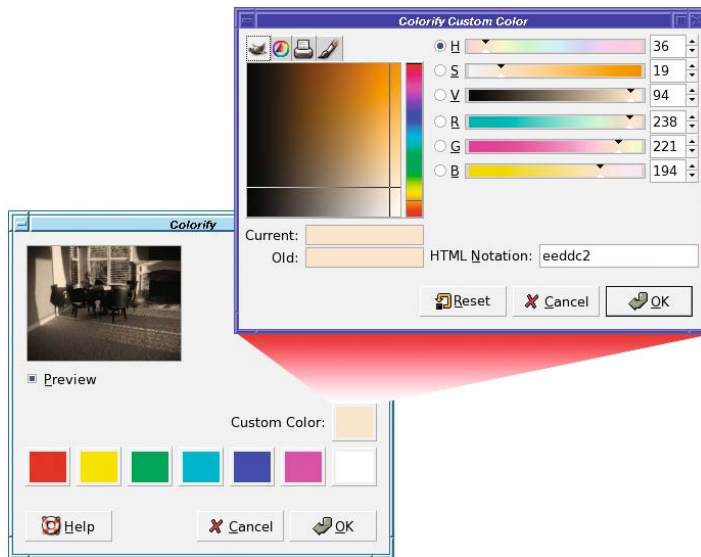 Colorify Custom Color
H 36
S 19
V 94
R 238
G 221
B 194
Current:
Old:
HTML Notation: eeddc2
Reset
Cancel
OK
Colorify
Preview
Custom Color:
Help
Cancel
OK